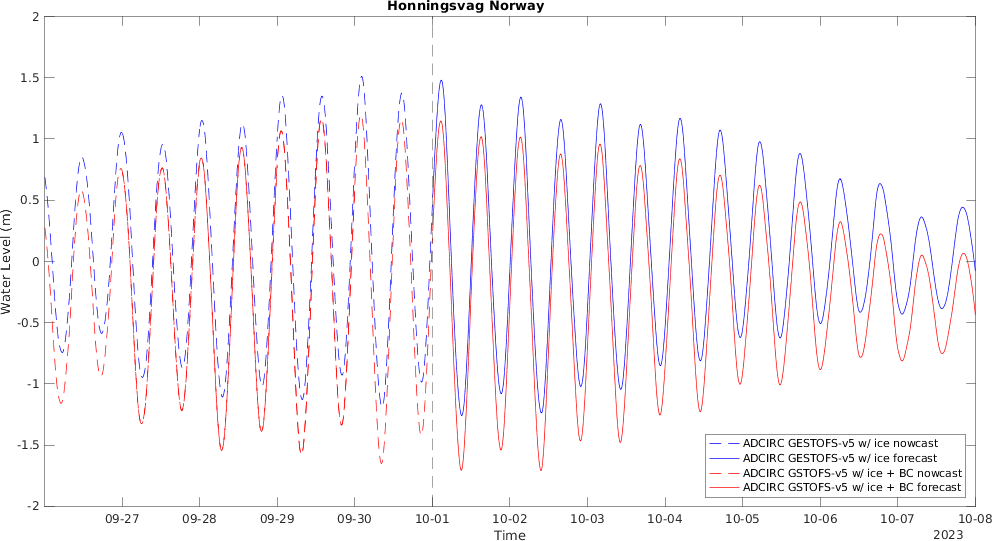 Honningsvag Norway
2
1.5
1
0.5
0
-0.5
-1
-1.5
-2
Water Level (m)
09-27 09-28 09-29 09-30 10-01 10-02 10-03 10-04 10-05 10-06 10-07 10-08
Time
2023
ADCIRC GESTOFS-v5 w/ ice nowcast
ADCIRC GESTOFS-v5 w/ ice forecast
ADCIRC GSTOFS-v5 w/ ice + BC nowcast
ADCIRC GSTOFS-v5 w/ ice + BC forecast